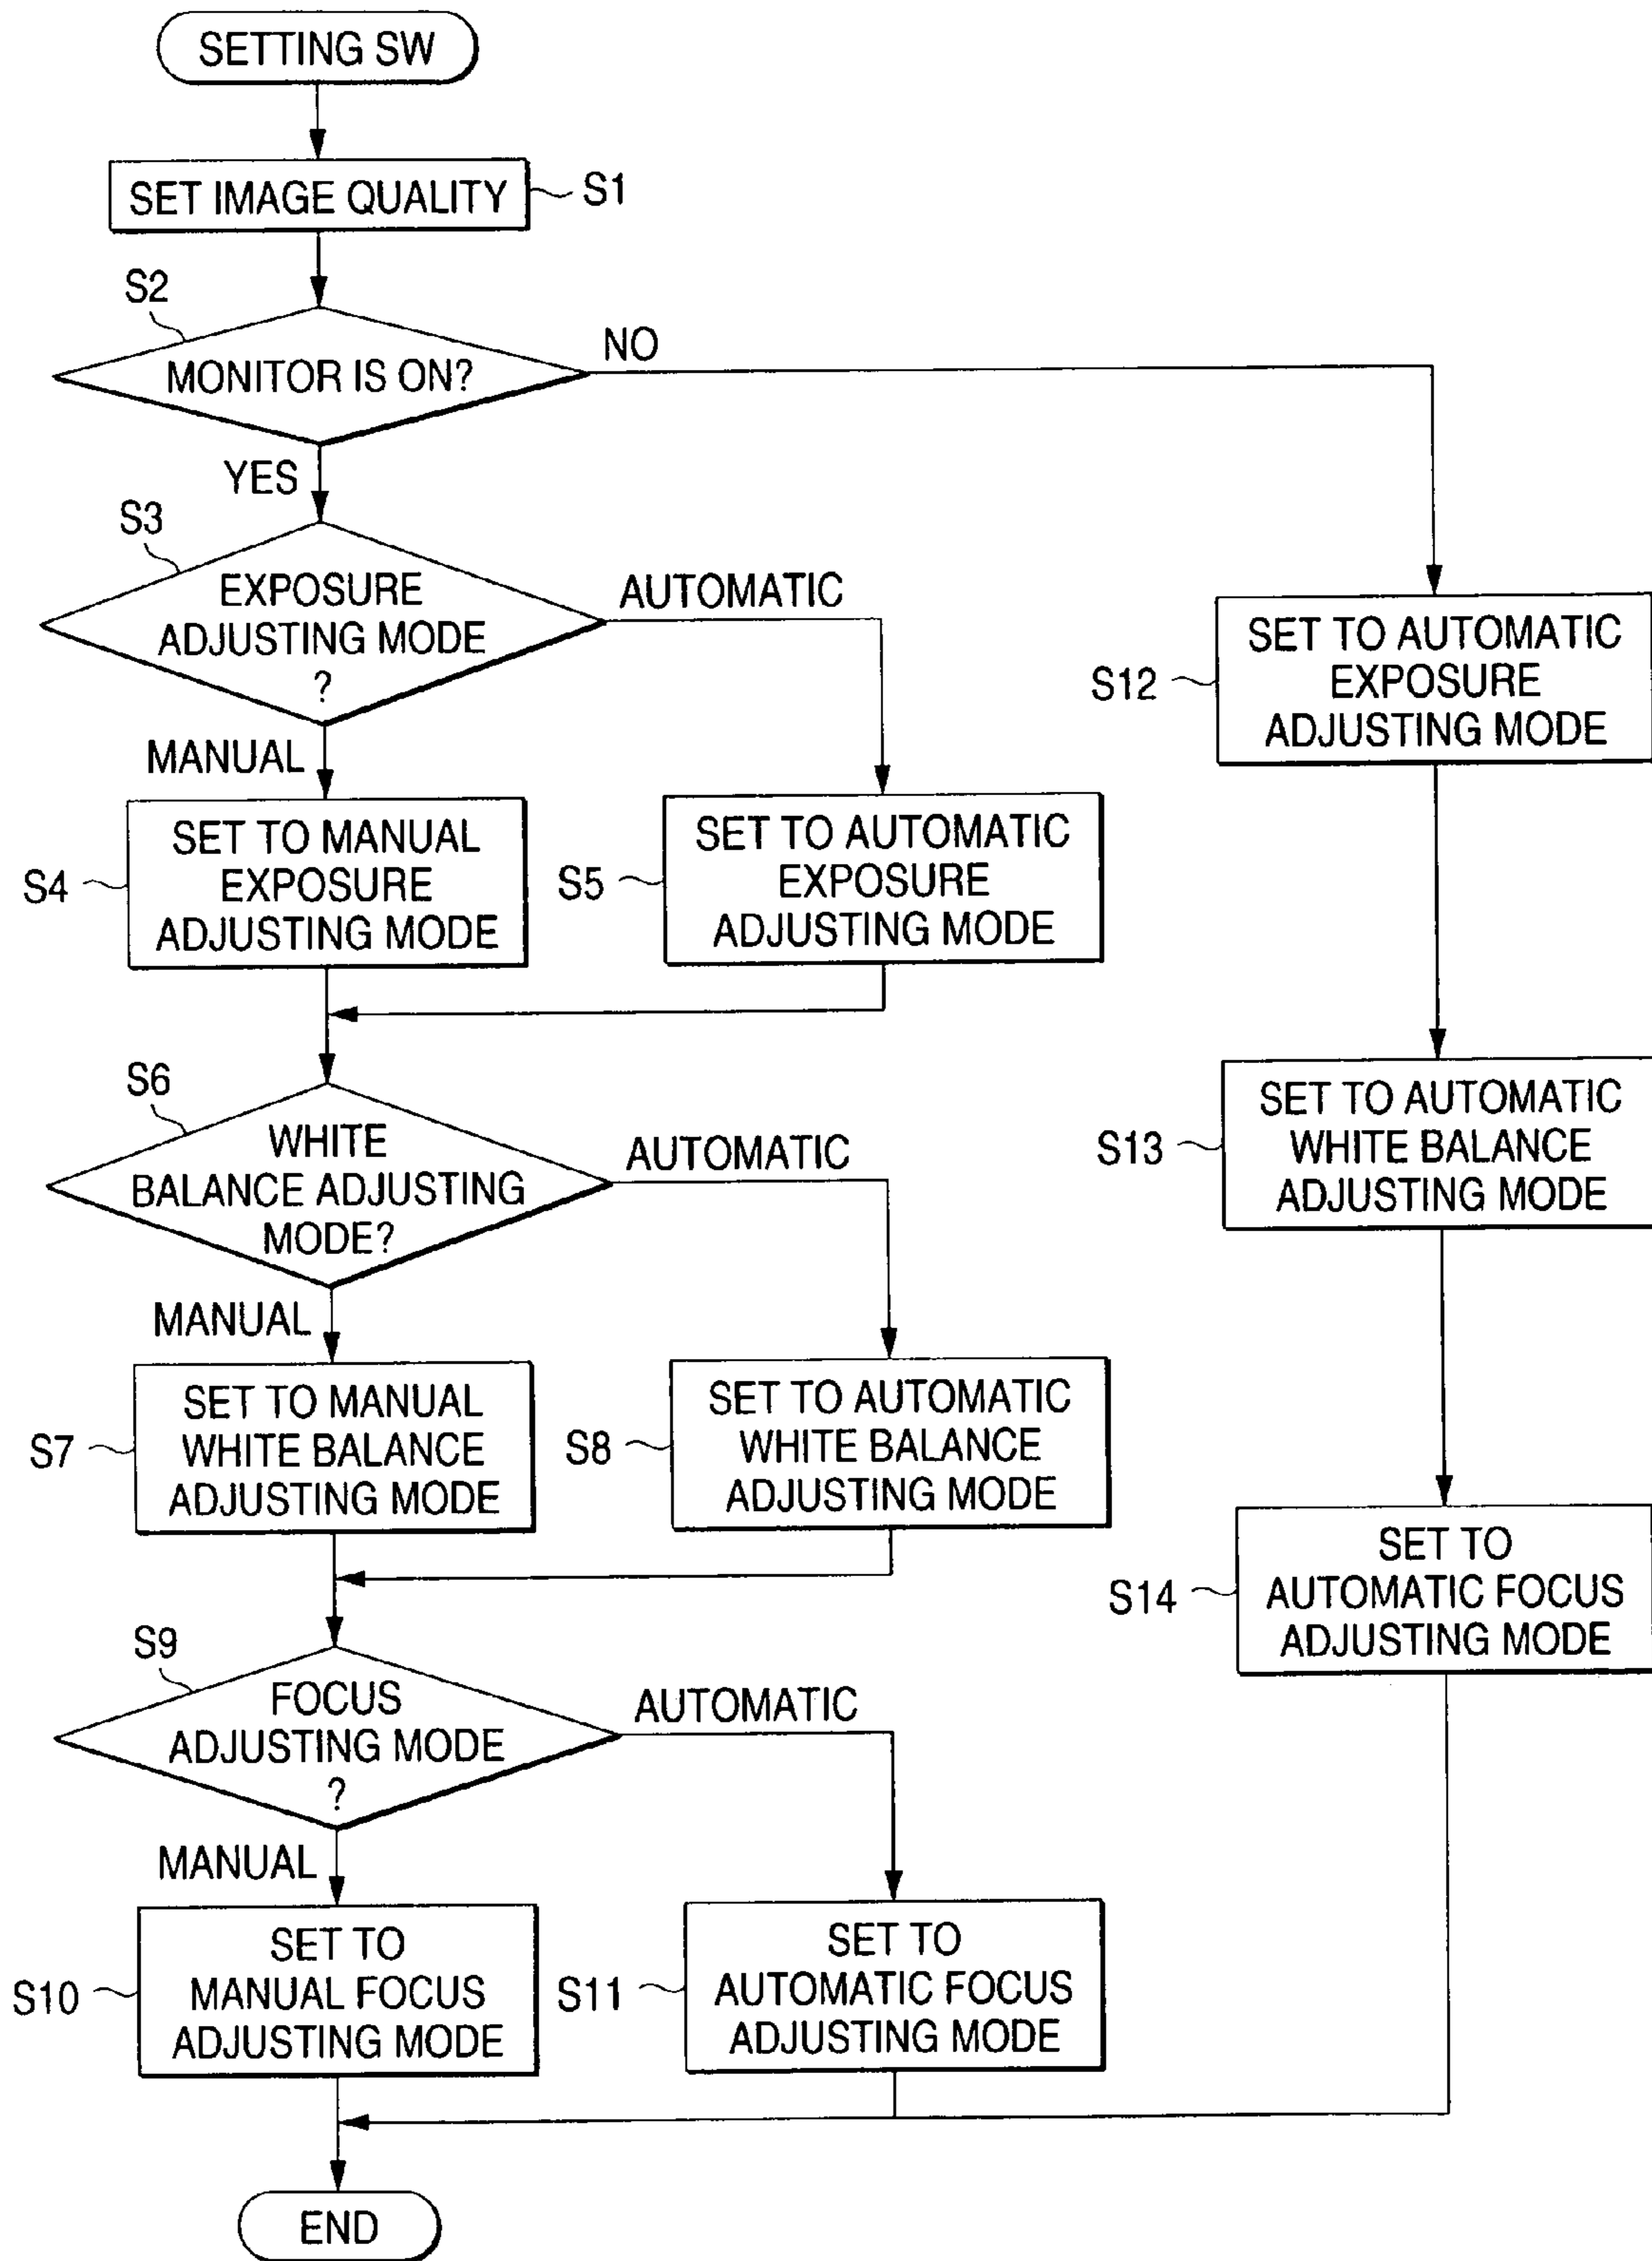 SETTING SW
SET IMAGE QUALITY
S1
S2
MONITOR IS ON?
NO
YES
S3
EXPOSURE
ADJUSTING MODE
?
AUTOMATIC
MANUAL
S4
SET TO MANUAL
EXPOSURE
ADJUSTING MODE
S5
SET TO AUTOMATIC
EXPOSURE
ADJUSTING MODE
S12
SET TO AUTOMATIC
EXPOSURE
ADJUSTING MODE
S6
WHITE
BALANCE ADJUSTING
MODE?
AUTOMATIC
MANUAL
S13
SET TO AUTOMATIC
WHITE BALANCE
ADJUSTING MODE
S7
SET TO MANUAL
WHITE BALANCE
ADJUSTING MODE
S8
SET TO AUTOMATIC
WHITE BALANCE
ADJUSTING MODE
S14
SET TO
AUTOMATIC FOCUS
ADJUSTING MODE
S9
FOCUS
ADJUSTING MODE
?
AUTOMATIC
MANUAL
S10
SET TO
MANUAL FOCUS
ADJUSTING MODE
S11
SET TO
AUTOMATIC FOCUS
ADJUSTING MODE
END